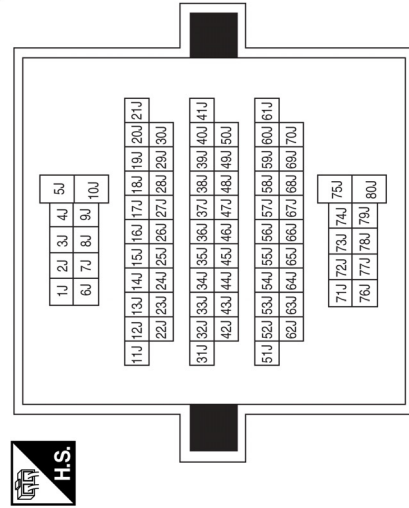 H.S.
1J 2J 3J 4J 5J
6J 7J 8J 9J 10J
11J 12J 13J 14J 15J 16J 17J 18J 19J 20J 21J
22J 23J 24J 25J 26J 27J 28J 29J 30J
31J 32J 33J 34J 35J 36J 37J 38J 39J 40J 41J
42J 43J 44J 45J 46J 47J 48J 49J 50J
51J 52J 53J 54J 55J 56J 57J 58J 59J 60J 61J
62J 63J 64J 65J 66J 67J 68J 69J 70J
71J 72J 73J 74J 75J
76J 77J 78J 79J 80J